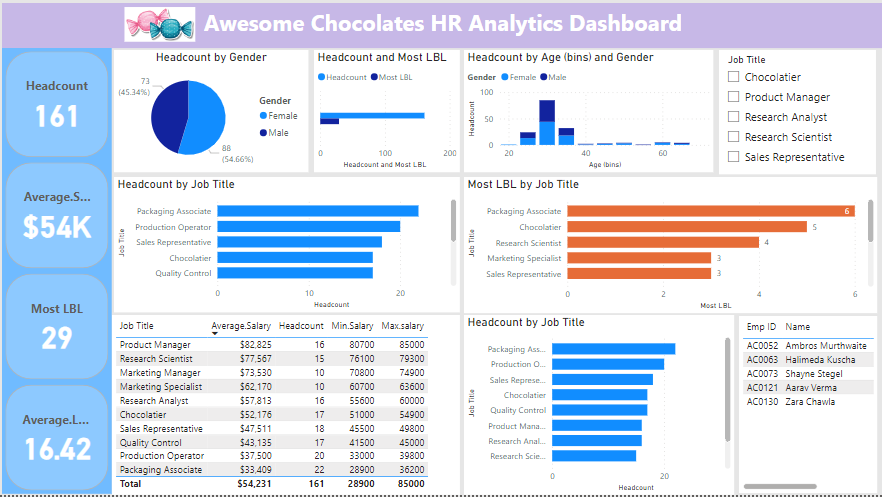 Awesome Chocolates HR Analytics Dashboard
Headcount
161
Average.S...
$54K
Most LBL
29
Average.L...
16.42
Headcount by Gender
73
(45.34%)
88
(54.66%)
Gender
Female
Male
Headcount and Most LBL
Headcount Most LBL
0 100 200
Headcount and Most LBL
Headcount by Age (bins) and Gender
Gender Female Male
Headcount
100
50
0
20 40 60
Age (bins)
Job Title
Chocolatier
Product Manager
Research Analyst
Research Scientist
Sales Representative
Headcount by Job Title
Job Title
Packaging Associate
Production Operator
Sales Representative
Chocolatier
Quality Control
0 10 20
Headcount
Most LBL by Job Title
Job Title
Packaging Associate 6
Chocolatier 5
Research Scientist 4
Marketing Specialist 3
Sales Representative 3
0 2 4 6
Most LBL
Job Title Average.Salary Headcount Min.Salary Max.salary
Product Manager $82,825 16 80700 85000
Research Scientist $77,567 15 76100 79300
Marketing Manager $73,530 10 70800 74900
Marketing Specialist $62,170 10 60700 63600
Research Analyst $57,813 16 55600 60000
Chocolatier $52,176 17 51000 54900
Sales Representative $47,511 18 45500 49800
Quality Control $43,135 17 41500 45000
Production Operator $37,500 20 33000 39800
Packaging Associate $33,409 22 28900 36200
Total $54,231 161 28900 85000
Headcount by Job Title
Job Title
Packaging Ass...
Production O...
Sales Represe...
Chocolatier
Quality Control
Product Mana...
Research Anal...
Research Scie...
0 20
Headcount
Emp ID Name
AC0052 Ambros Murthwaite
AC0063 Halimeda Kuscha
AC0073 Shayne Stegel
AC0121 Aarav Verma
AC0130 Zara Chawla